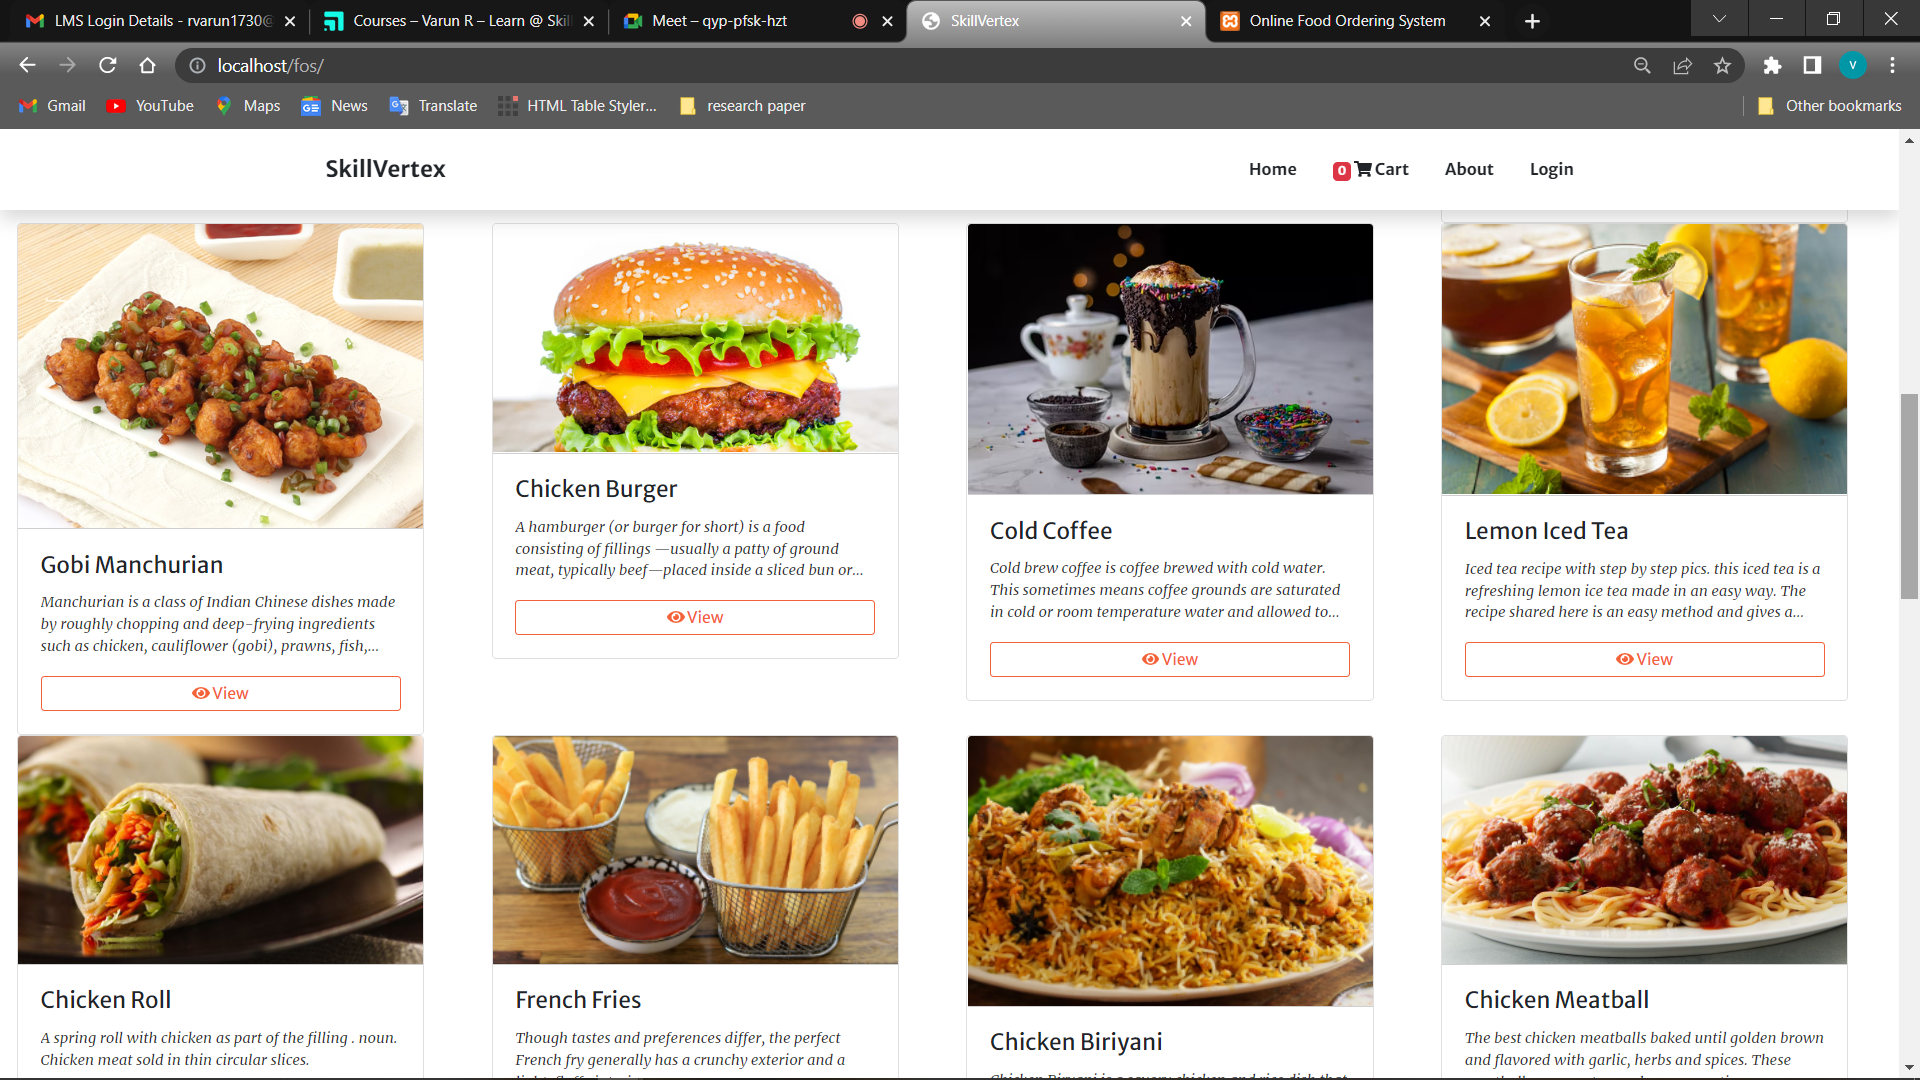 LMS Login Details - rvarun1730@
Courses – Varun R – Learn @ Skil
Meet – qyp-pfsk-hzt
SkillVertex
Online Food Ordering System
localhost/fos/
V
Gmail
YouTube
Maps
News
Translate
HTML Table Styler...
research paper
Other bookmarks
SkillVertex
Home
0 Cart
About
Login
Gobi Manchurian
Manchurian is a class of Indian Chinese dishes made
by roughly chopping and deep-frying ingredients
such as chicken, cauliflower (gobi), prawns, fish,...
View
Chicken Burger
A hamburger (or burger for short) is a food
consisting of fillings —usually a patty of ground
meat, typically beef—placed inside a sliced bun or...
View
Cold Coffee
Cold brew coffee is coffee brewed with cold water.
This sometimes means coffee grounds are saturated
in cold or room temperature water and allowed to...
View
Lemon Iced Tea
Iced tea recipe with step by step pics. this iced tea is a
refreshing lemon ice tea made in an easy way. The
recipe shared here is an easy method and gives a...
View
Chicken Roll
A spring roll with chicken as part of the filling . noun.
Chicken meat sold in thin circular slices.
French Fries
Though tastes and preferences differ, the perfect
French fry generally has a crunchy exterior and a
Chicken Biriyani
Chicken Meatball
The best chicken meatballs baked until golden brown
and flavored with garlic, herbs and spices. These